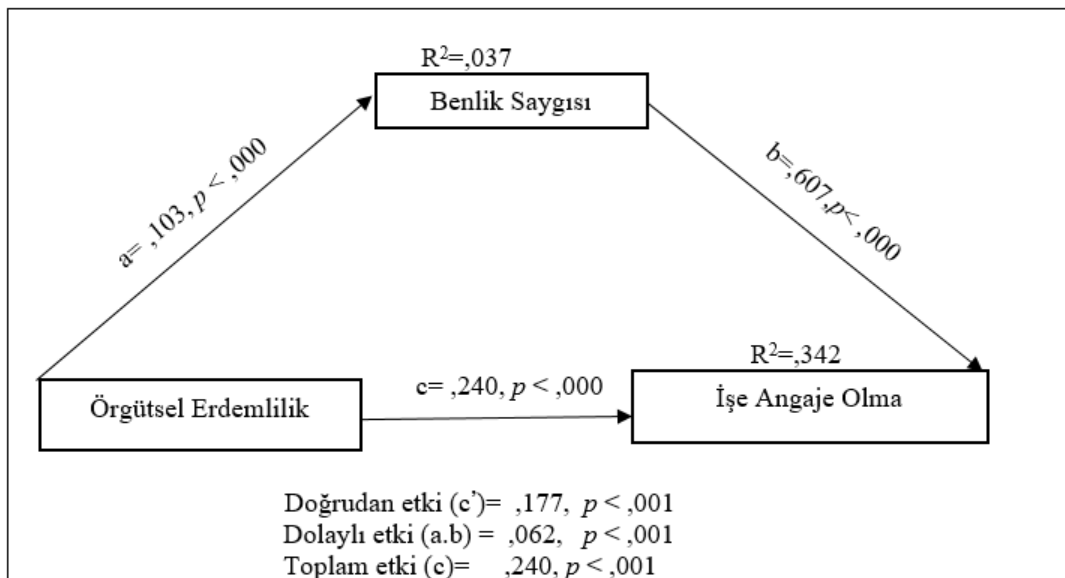 R²=,037
Benlik Saygısı
a= ,103, p < ,000
b=,607,p< ,000
R²=,342
Örgütsel Erdemlilik
c= ,240, p < ,000
İşe Angaje Olma
Doğrudan etki (c’)= ,177, p < ,001
Dolaylı etki (a.b) = ,062, p < ,001
Toplam etki (c)= ,240, p < ,001